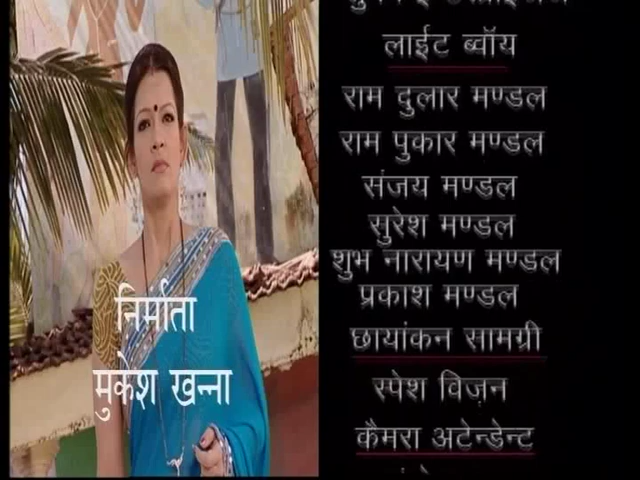 लाईट ब्वॉय
राम दुलार मण्डल
राम पुकार मण्डल
संजय मण्डल
सुरेश मण्डल
शुभ नारायण मण्डल
प्रकाश मण्डल
छायांकन सामग्री
स्पेश विज़न
कैमरा अटेन्डेन्ट
निर्माता
मुकेश खन्ना